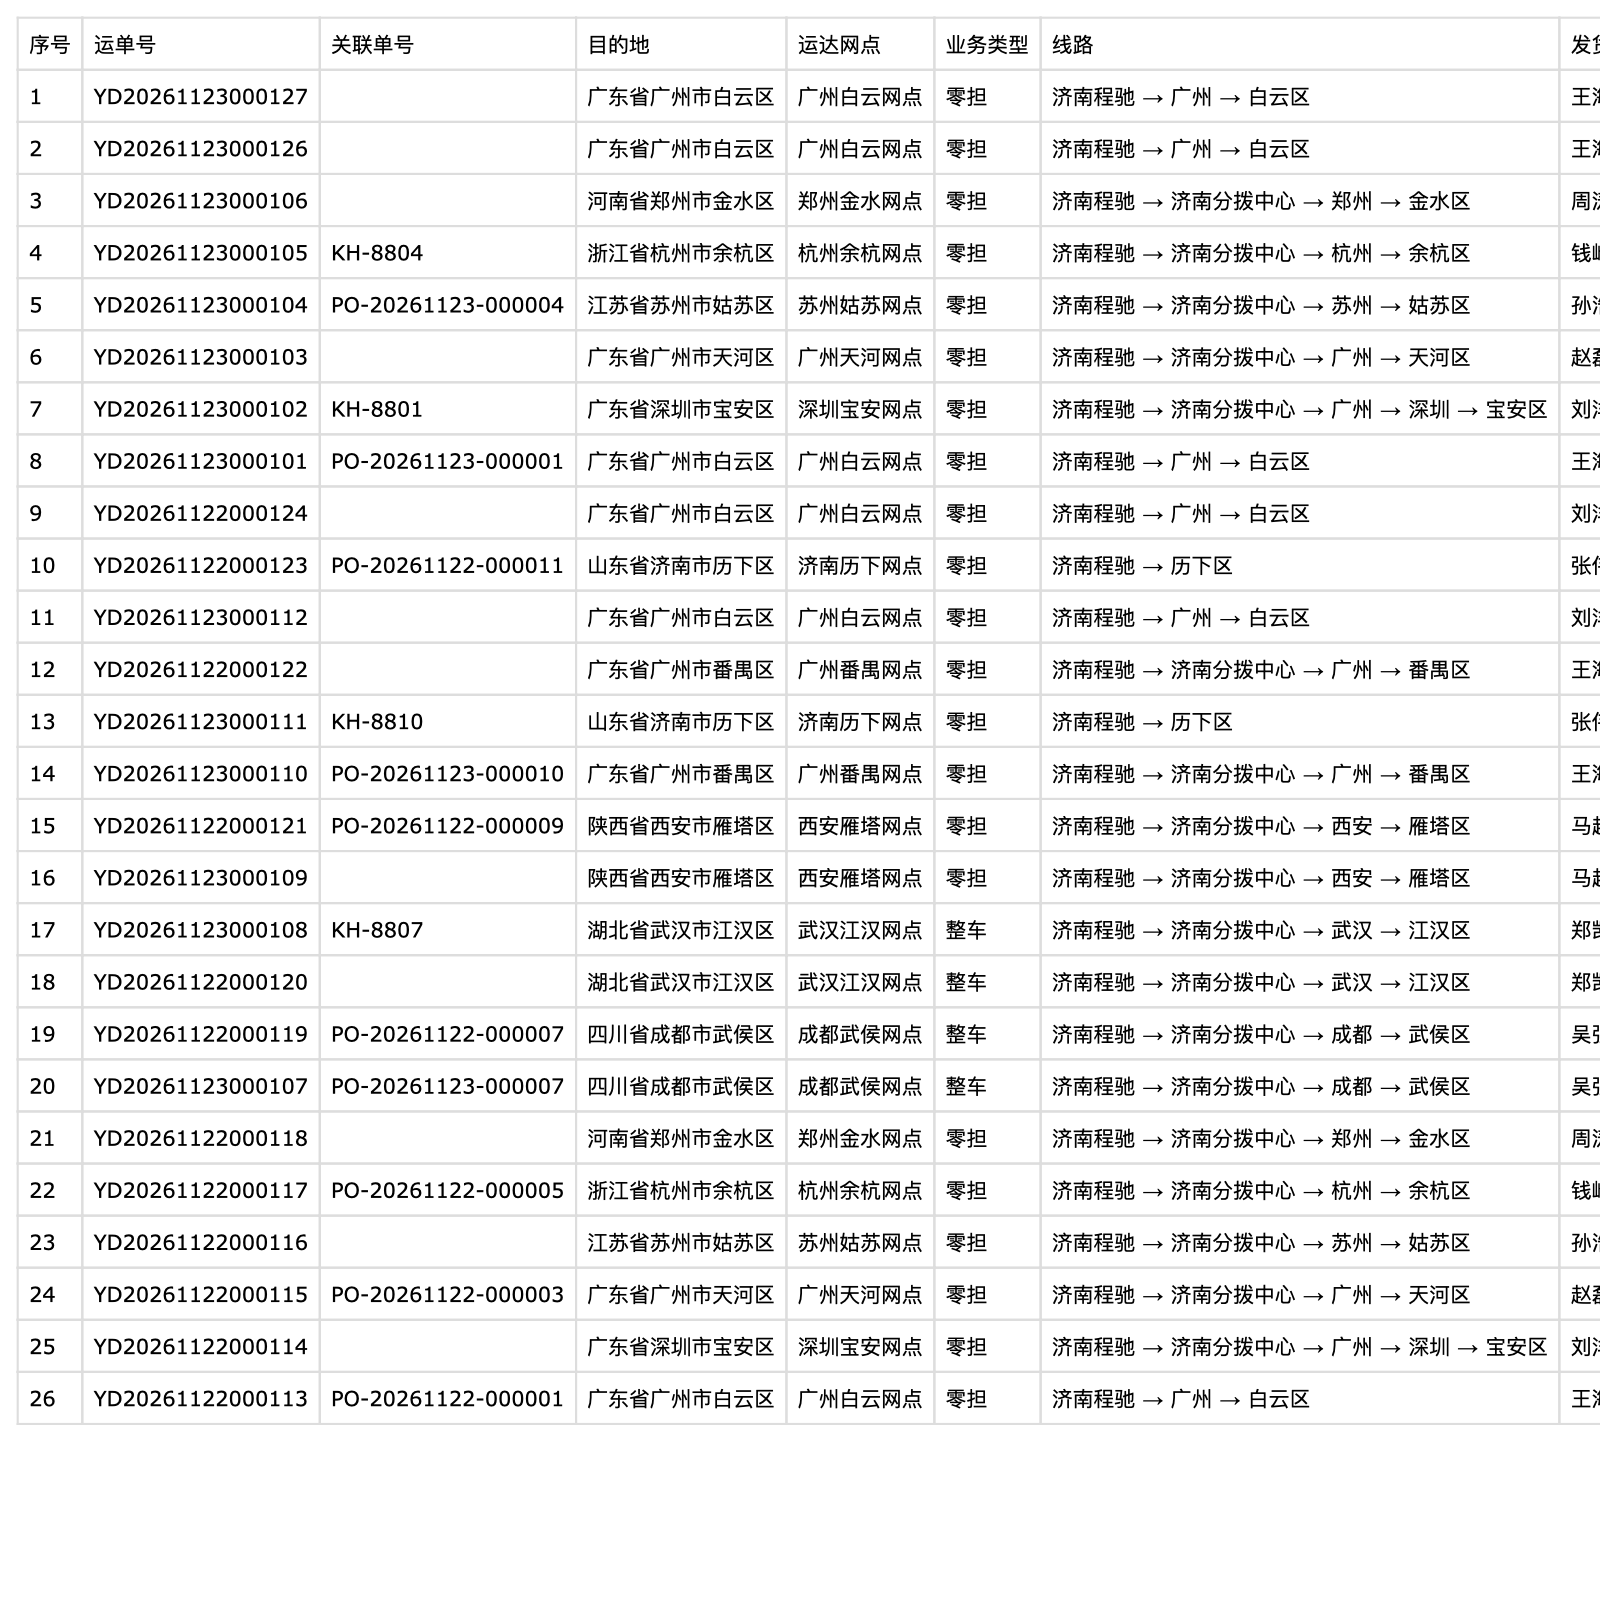 序号 运单号 关联单号 目的地 运达网点 业务类型 线路
1 YD20261123000127 广东省广州市白云区 广州白云网点 零担 济南程驰 → 广州 → 白云区
2 YD20261123000126 广东省广州市白云区 广州白云网点 零担 济南程驰 → 广州 → 白云区
3 YD20261123000106 河南省郑州市金水区 郑州金水网点 零担 济南程驰 → 济南分拨中心 → 郑州 → 金水区
4 YD20261123000105 KH-8804 浙江省杭州市余杭区 杭州余杭网点 零担 济南程驰 → 济南分拨中心 → 杭州 → 余杭区
5 YD20261123000104 PO-20261123-000004 江苏省苏州市姑苏区 苏州姑苏网点 零担 济南程驰 → 济南分拨中心 → 苏州 → 姑苏区
6 YD20261123000103 广东省广州市天河区 广州天河网点 零担 济南程驰 → 济南分拨中心 → 广州 → 天河区
7 YD20261123000102 KH-8801 广东省深圳市宝安区 深圳宝安网点 零担 济南程驰 → 济南分拨中心 → 广州 → 深圳 → 宝安区
8 YD20261123000101 PO-20261123-000001 广东省广州市白云区 广州白云网点 零担 济南程驰 → 广州 → 白云区
9 YD20261122000124 广东省广州市白云区 广州白云网点 零担 济南程驰 → 广州 → 白云区
10 YD20261122000123 PO-20261122-000011 山东省济南市历下区 济南历下网点 零担 济南程驰 → 历下区
11 YD20261123000112 广东省广州市白云区 广州白云网点 零担 济南程驰 → 广州 → 白云区
12 YD20261122000122 广东省广州市番禺区 广州番禺网点 零担 济南程驰 → 济南分拨中心 → 广州 → 番禺区
13 YD20261123000111 KH-8810 山东省济南市历下区 济南历下网点 零担 济南程驰 → 历下区
14 YD20261123000110 PO-20261123-000010 广东省广州市番禺区 广州番禺网点 零担 济南程驰 → 济南分拨中心 → 广州 → 番禺区
15 YD20261122000121 PO-20261122-000009 陕西省西安市雁塔区 西安雁塔网点 零担 济南程驰 → 济南分拨中心 → 西安 → 雁塔区
16 YD20261123000109 陕西省西安市雁塔区 西安雁塔网点 零担 济南程驰 → 济南分拨中心 → 西安 → 雁塔区
17 YD20261123000108 KH-8807 湖北省武汉市江汉区 武汉江汉网点 整车 济南程驰 → 济南分拨中心 → 武汉 → 江汉区
18 YD20261122000120 湖北省武汉市江汉区 武汉江汉网点 整车 济南程驰 → 济南分拨中心 → 武汉 → 江汉区
19 YD20261122000119 PO-20261122-000007 四川省成都市武侯区 成都武侯网点 整车 济南程驰 → 济南分拨中心 → 成都 → 武侯区
20 YD20261123000107 PO-20261123-000007 四川省成都市武侯区 成都武侯网点 整车 济南程驰 → 济南分拨中心 → 成都 → 武侯区
21 YD20261122000118 河南省郑州市金水区 郑州金水网点 零担 济南程驰 → 济南分拨中心 → 郑州 → 金水区
22 YD20261122000117 PO-20261122-000005 浙江省杭州市余杭区 杭州余杭网点 零担 济南程驰 → 济南分拨中心 → 杭州 → 余杭区
23 YD20261122000116 江苏省苏州市姑苏区 苏州姑苏网点 零担 济南程驰 → 济南分拨中心 → 苏州 → 姑苏区
24 YD20261122000115 PO-20261122-000003 广东省广州市天河区 广州天河网点 零担 济南程驰 → 济南分拨中心 → 广州 → 天河区
25 YD20261122000114 广东省深圳市宝安区 深圳宝安网点 零担 济南程驰 → 济南分拨中心 → 广州 → 深圳 → 宝安区
26 YD20261122000113 PO-20261122-000001 广东省广州市白云区 广州白云网点 零担 济南程驰 → 广州 → 白云区